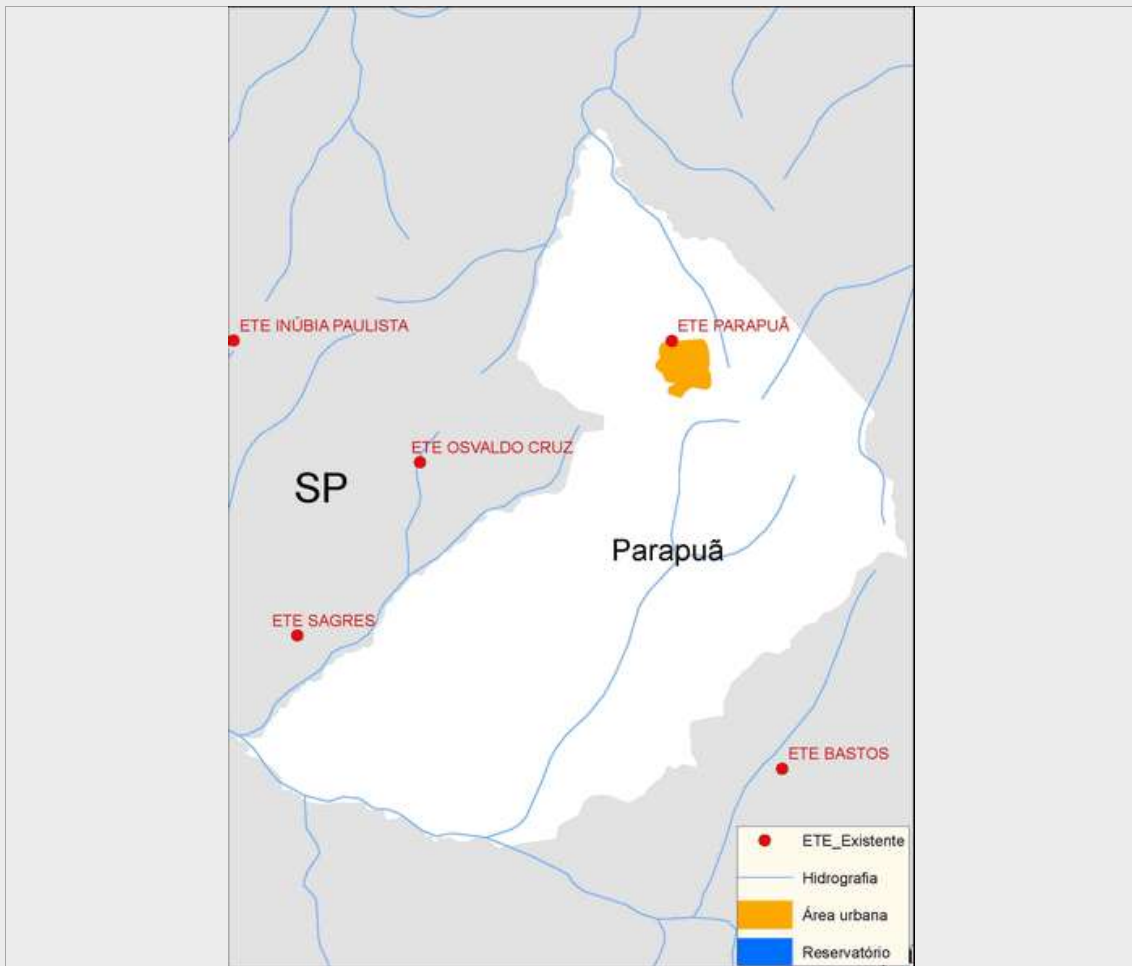 ETE PARAPUÃ
ETE INÚBIA PAULISTA
ETE OSVALDO CRUZ
SP
Parapuã
ETE SAGRES
ETE BASTOS
ETE_Existente
Hidrografia
Área urbana
Reservatório